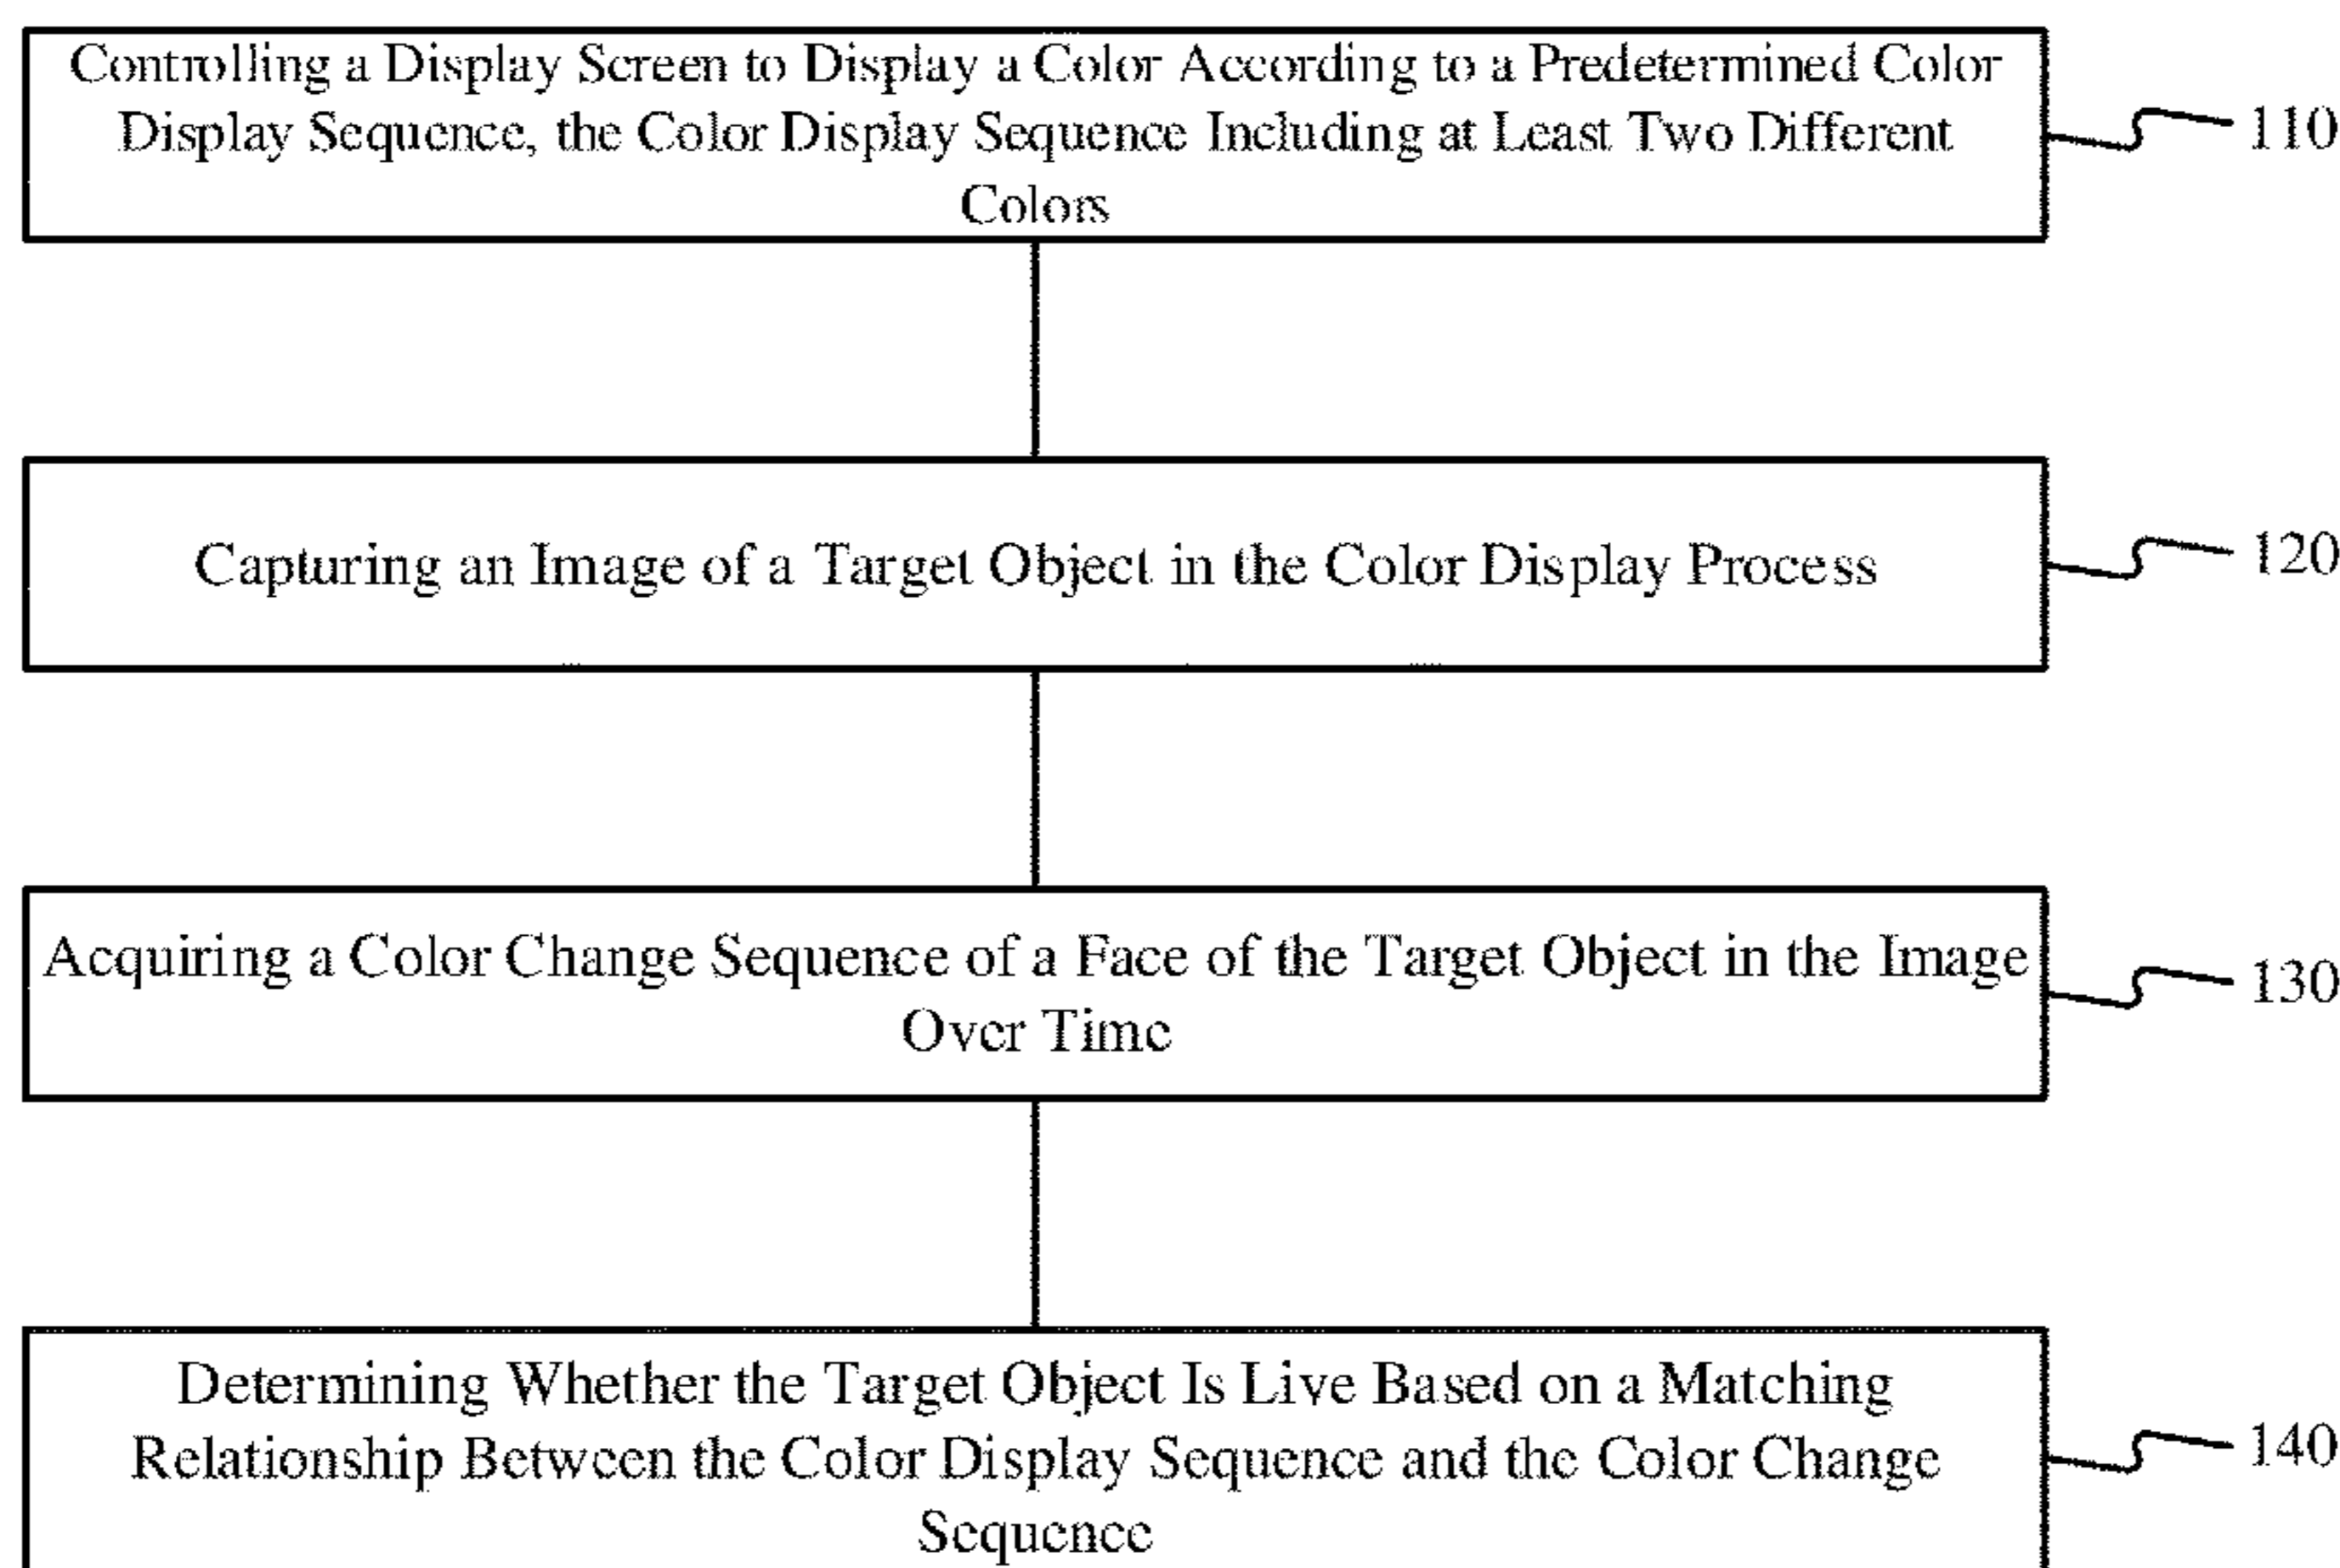 Controlling a Display Screen to Display a Color According to a Predetermined Color
Display Sequence, the Color Display Sequence Including at Least Two Different
Colors
110
Capturing an Image of a Target Object in the Color Display Process
120
Acquiring a Color Change Sequence of a Face of the Target Object in the Image
Over Time
130
Determining Whether the Target Object Is Live Based on a Matching
Relationship Between the Color Display Sequence and the Color Change
Sequence
140